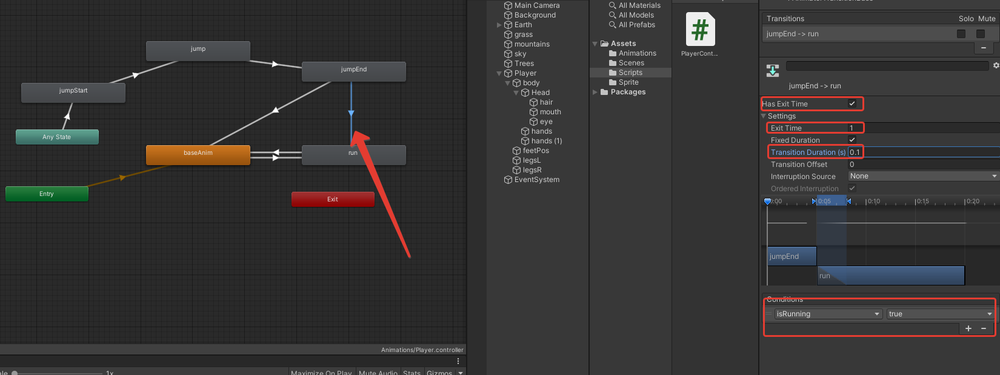 jump
jumpEnd
jumpStart
Any State
baseAnim
run
Entry
Exit
Animations/Player.controller
1x
Maximize On Play
Mute Audio
Stats
Gizmos
Main Camera
Background
Earth
grass
mountains
sky
Trees
Player
body
Head
hair
mouth
eye
hands
hands (1)
feetPos
legsL
legsR
EventSystem
All Materials
All Models
All Prefabs
Assets
Animations
Scenes
Scripts
Sprite
Packages
#
PlayerCont...
Transitions Solo Mute
jumpEnd -> run
jumpEnd -> run
Has Exit Time
Settings
Exit Time 1
Fixed Duration
Transition Duration (s) 0.1
Transition Offset 0
Interruption Source None
Ordered Interruption
:00 0:05 0:10 0:15 0:20
jumpEnd
run
Conditions
isRunning true